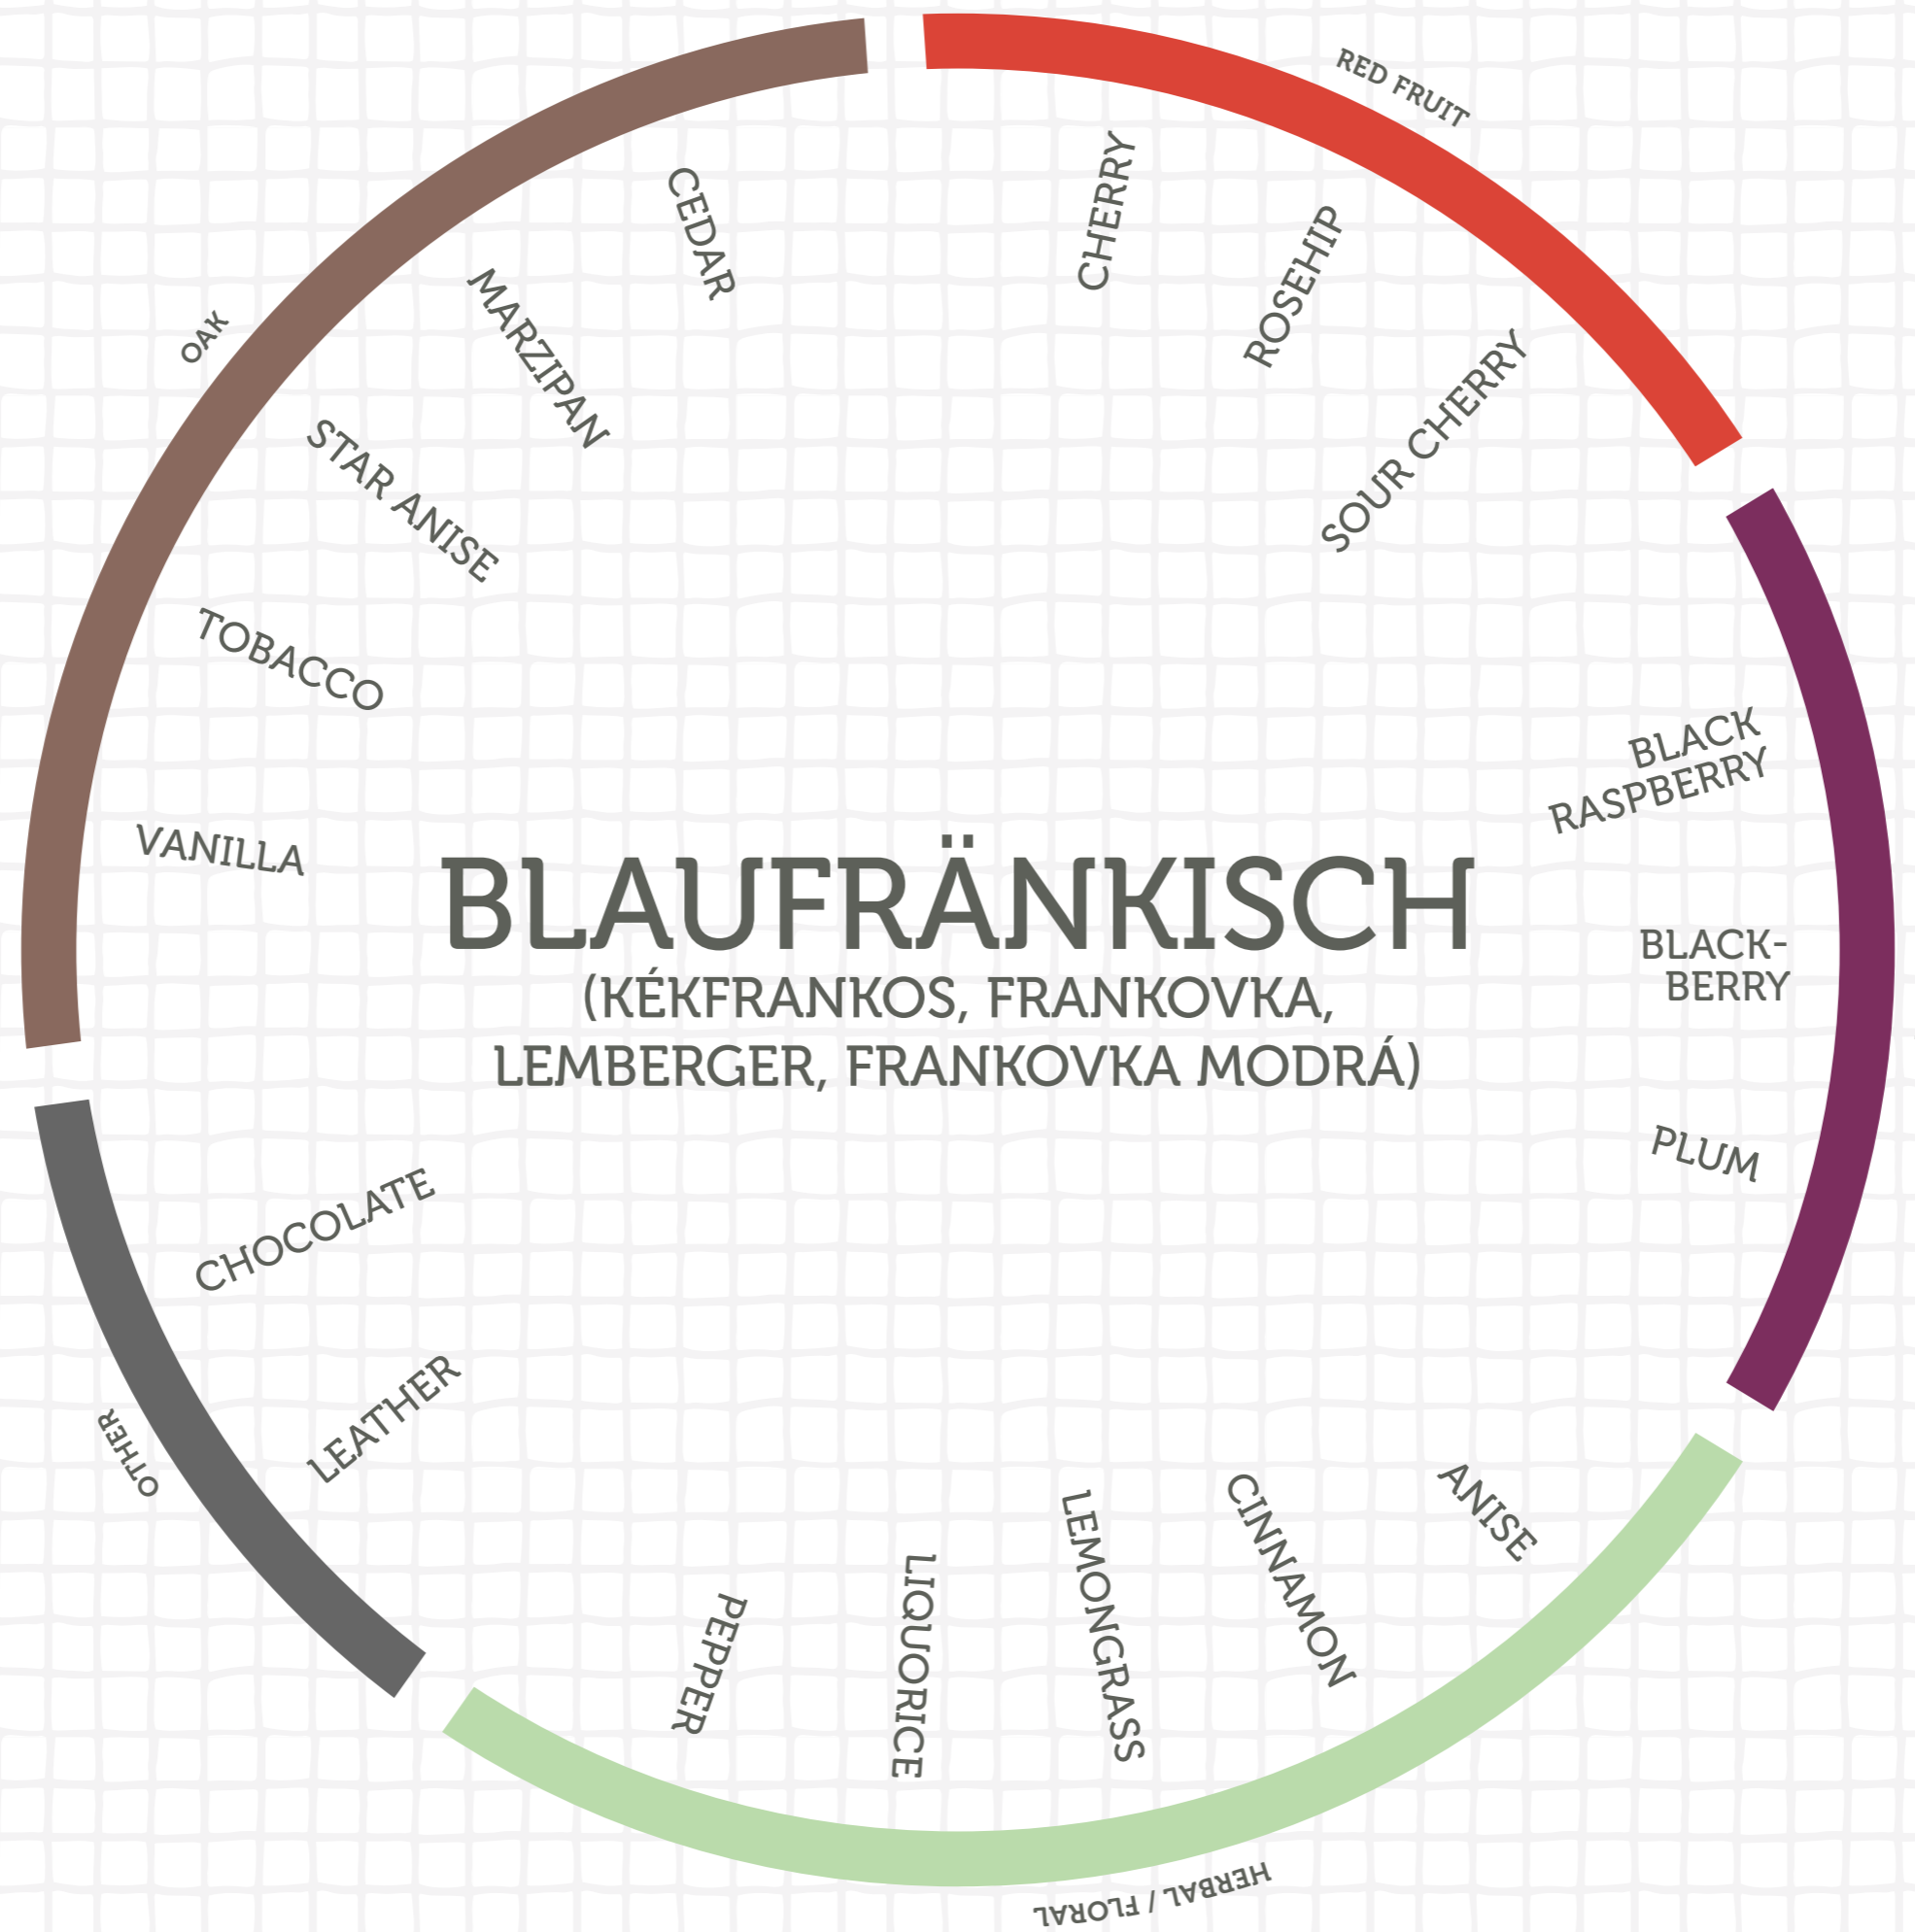 BLAUFRÄNKISCH
(KÉKFRANKOS, FRANKOVKA,
LEMBERGER, FRANKOVKA MODRÁ)
RED FRUIT
CHERRY
ROSEHIP
SOUR CHERRY
BLACK
RASPBERRY
BLACK-
BERRY
PLUM
ANISE
CINNAMON
LEMONGRASS
LIQUORICE
PEPPER
HERBAL / FLORAL
LEATHER
CHOCOLATE
OTHER
VANILLA
TOBACCO
STAR ANISE
MARZIPAN
CEDAR
OAK